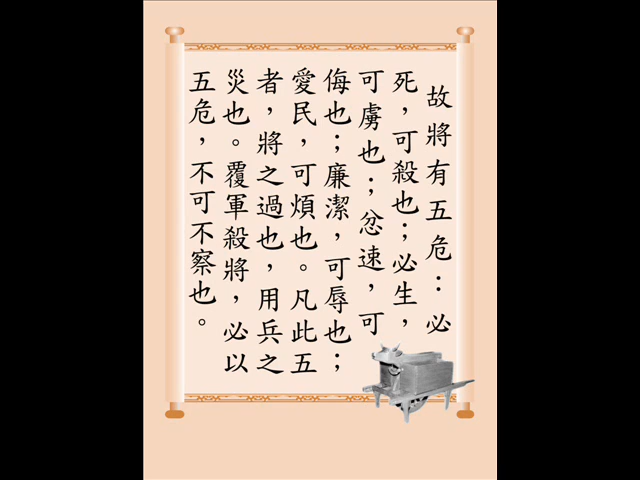 故將有五危：必
死，可殺也；必生，
可虜也；忿速，可
侮也；廉潔，可辱也；
愛民，可煩也。凡此五
者，將之過也，用兵之
災也。覆軍殺將，必以
五危，不可不察也。